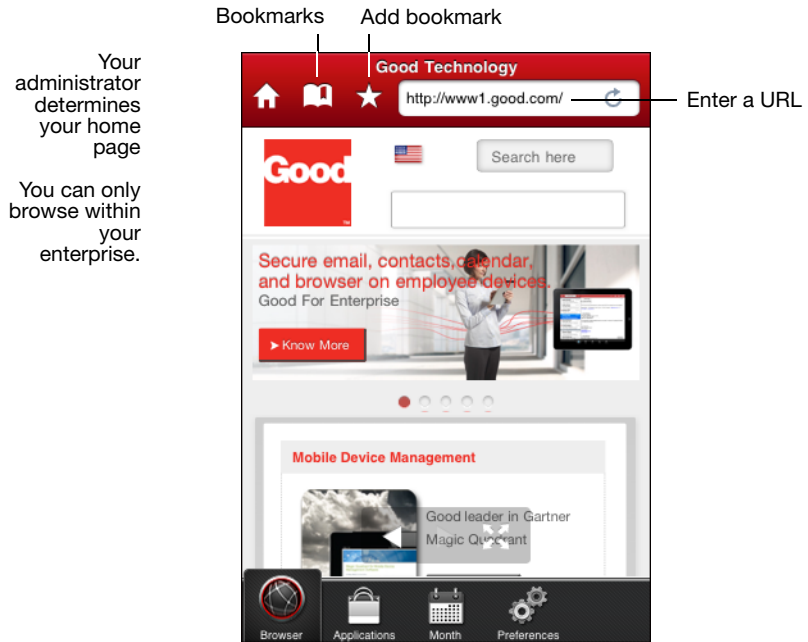 Bookmarks
Add bookmark
Your
administrator
determines
your home
page
You can only
browse within
your
enterprise.
Good Technology
http://www1.good.com/
Enter a URL
Good
TM
Search here
Secure email, contacts, calendar,
and browser on employee devices.
Good For Enterprise
Know More
Mobile Device Management
Good leader in Gartner
Magic Quadrant
Browser
Applications
Month
Preferences